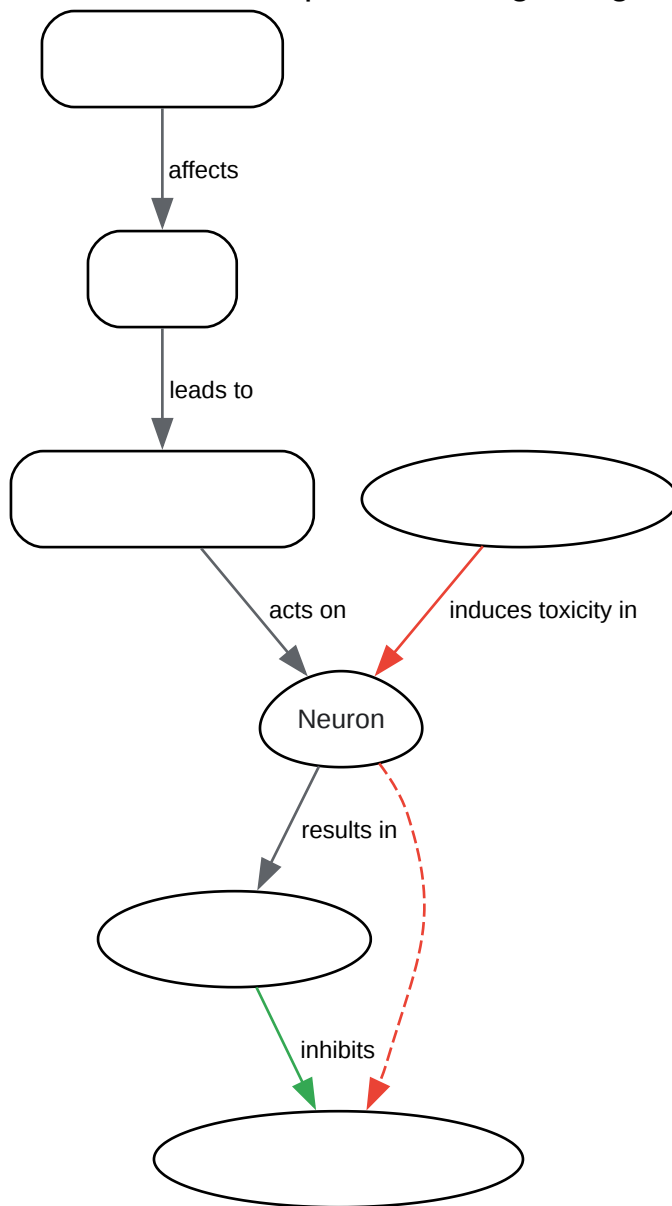 affects
leads to
acts on
induces toxicity in
Neuron
results in
inhibits